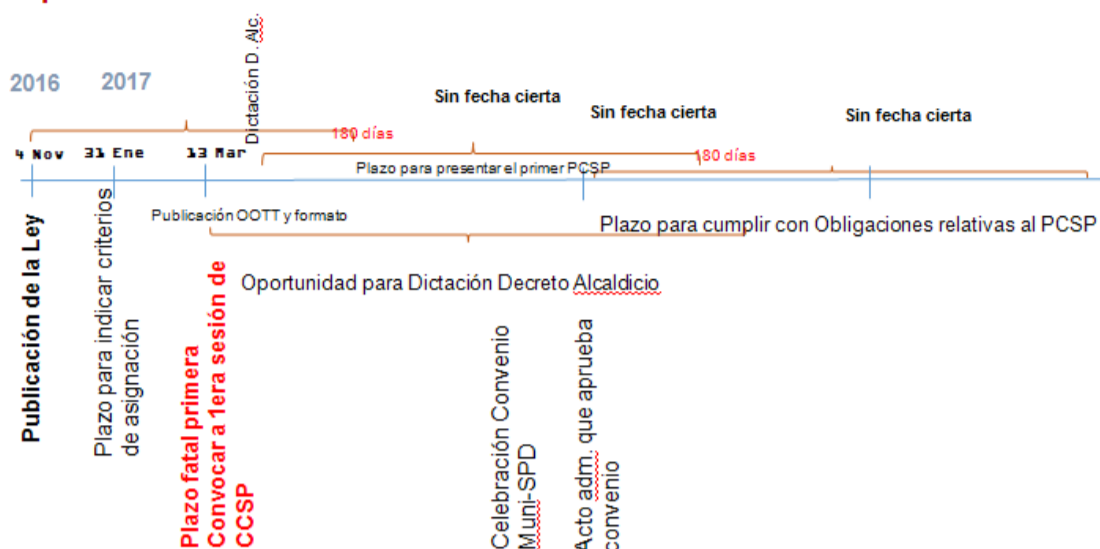 Dictación D. Alc.
2016
2017
Sin fecha cierta
Sin fecha cierta
Sin fecha cierta
180 días
4 Nov
31 Ene
13 Mar
180 días
Plazo para presentar el primer PCSP
Publicación OOTT y formato
Plazo para cumplir con Obligaciones relativas al PCSP
Oportunidad para Dictación Decreto Alcaldicio
Publicación de la Ley
Plazo para indicar criterios
de asignación
Plazo fatal primera
Convocar a 1era sesión de
CCSP
Celebración Convenio
Muni-SPD
Acto adm. que aprueba
convenio